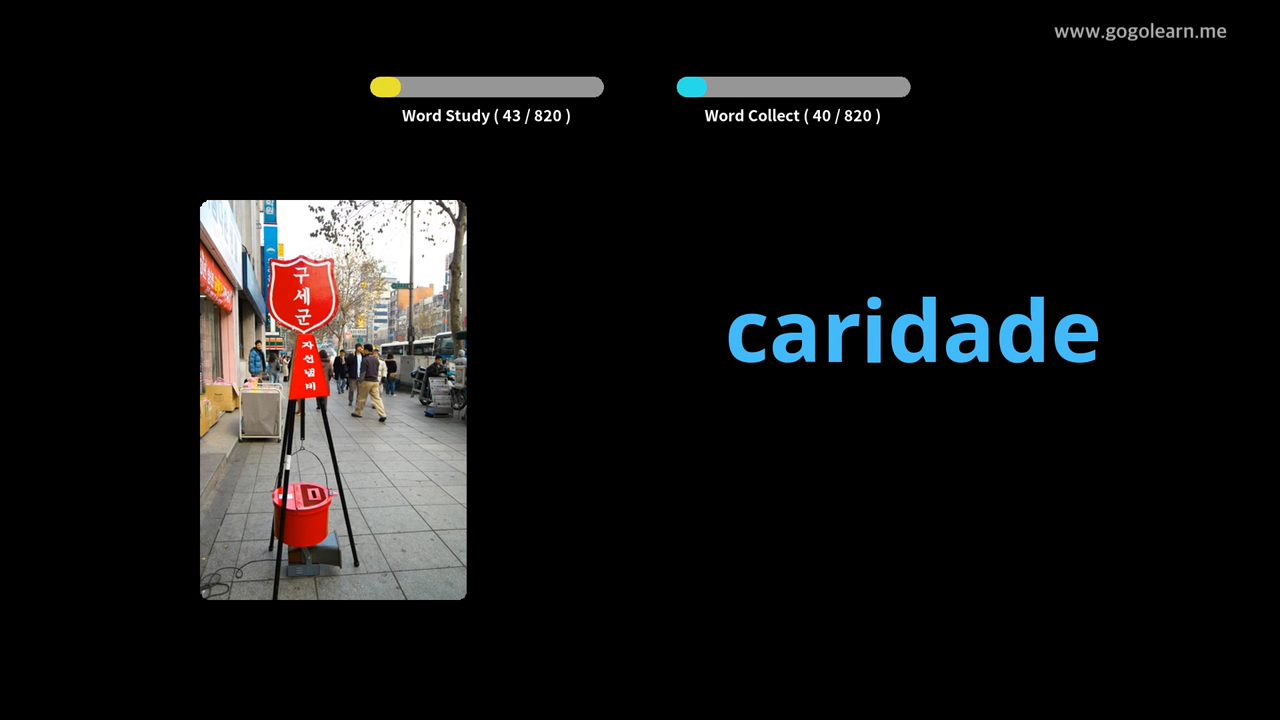 www.gogolearn.me
Word Study ( 43 / 820 )
Word Collect ( 40 / 820 )
구
세
군
자
선
냄
비
caridade